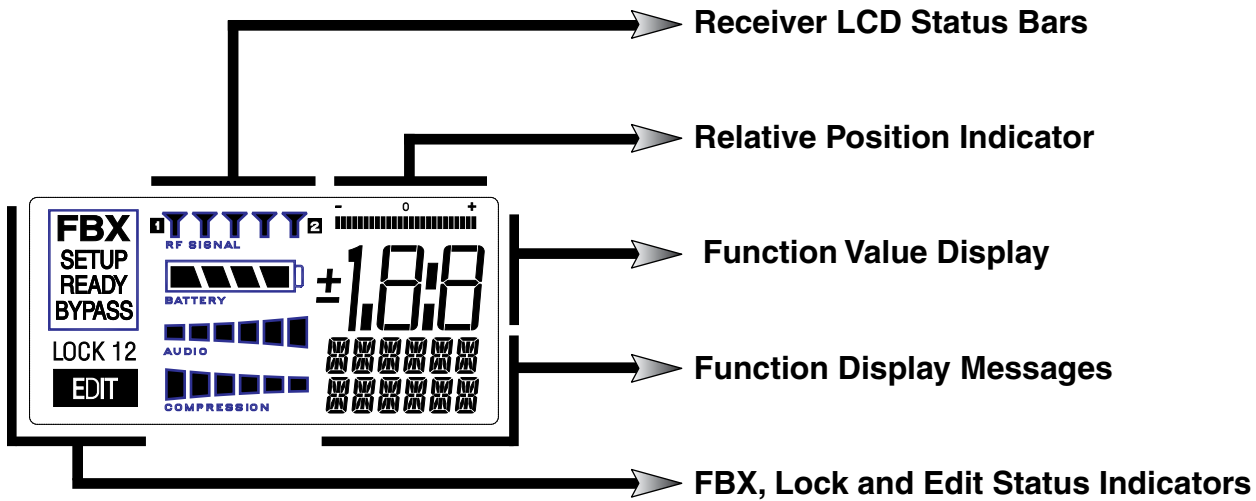 Receiver LCD Status Bars
Relative Position Indicator
- 0 +
FBX
SETUP
READY
BYPASS
LOCK 12
EDIT
1 2
RF SIGNAL
BATTERY
AUDIO
COMPRESSION
±1.8:8
Function Value Display
Function Display Messages
FBX, Lock and Edit Status Indicators